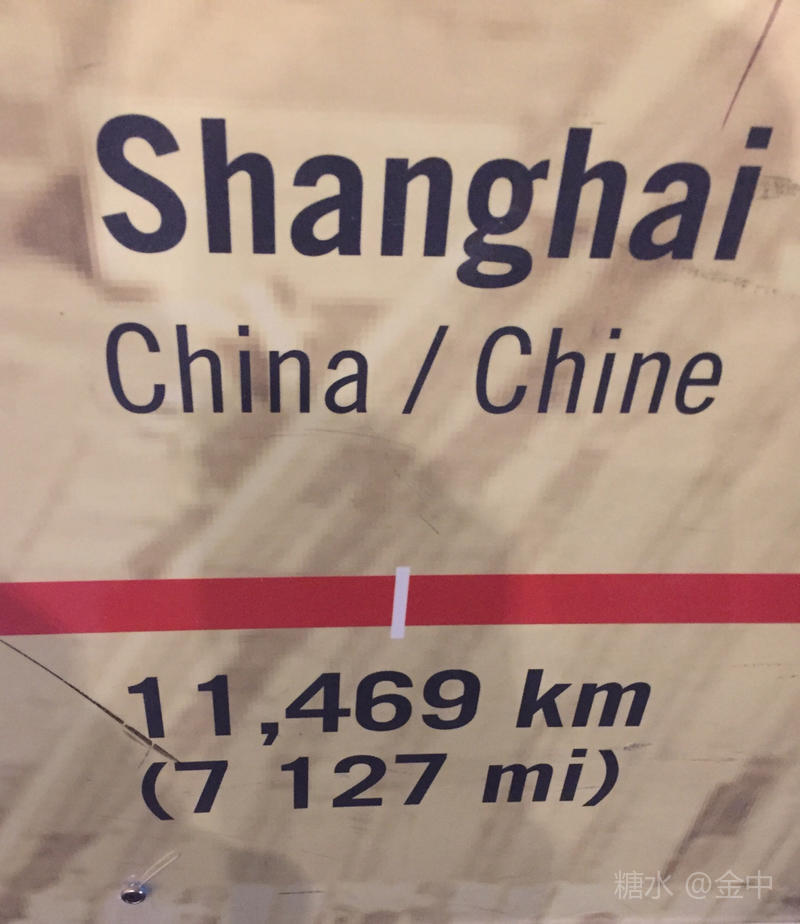 Shanghai
China / Chine
11,469 km
(7 127 mi)
糖水 @金中